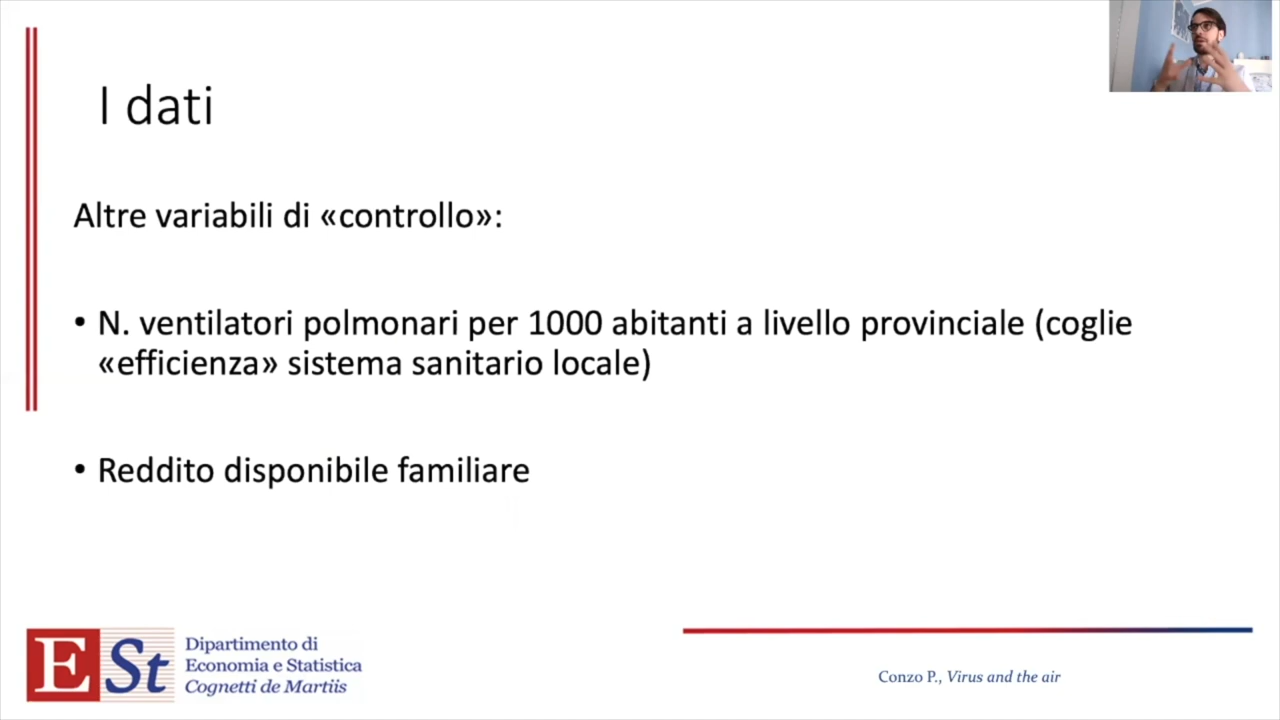 I dati
Altre variabili di «controllo»:
• N. ventilatori polmonari per 1000 abitanti a livello provinciale (coglie
«efficienza» sistema sanitario locale)
• Reddito disponibile familiare
ESt
Dipartimento di
Economia e Statistica
Cognetti de Martiis
Conzo P., Virus and the air